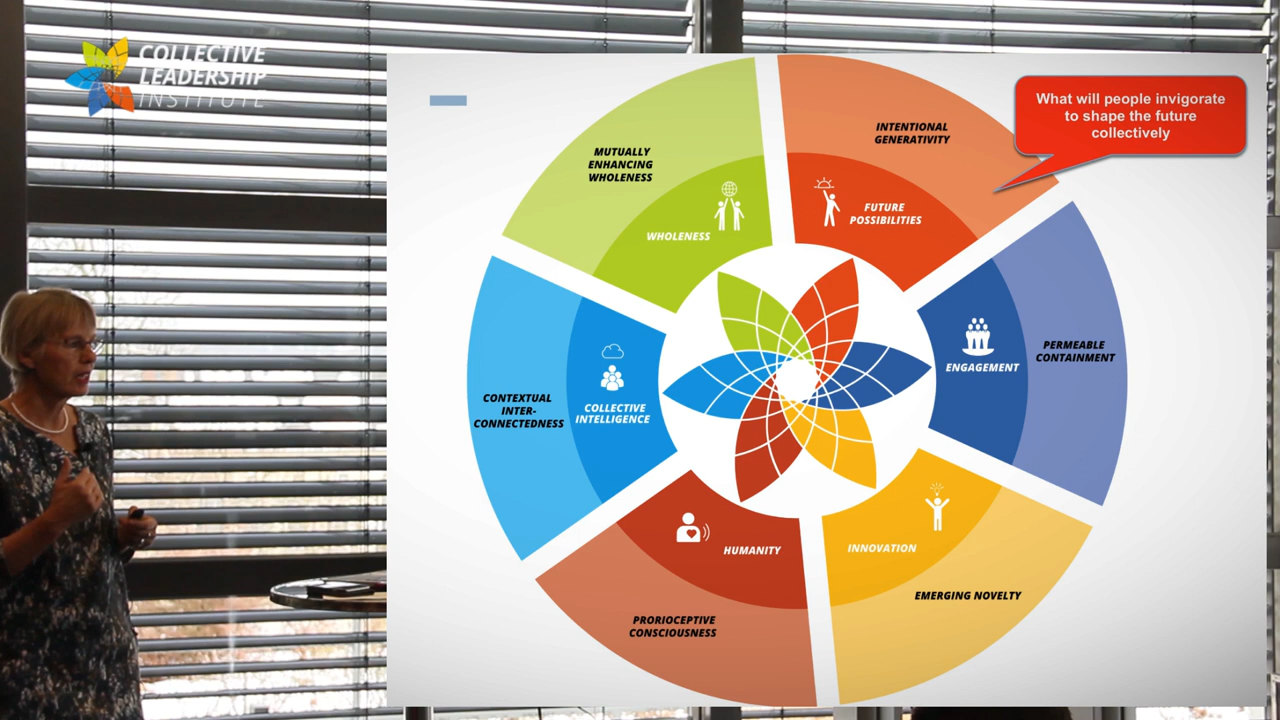 COLLECTIVE
LEADERSHIP
INSTITUTE
What will people invigorate
to shape the future
collectively
INTENTIONAL
GENERATIVITY
FUTURE
POSSIBILITIES
PERMEABLE
CONTAINMENT
ENGAGEMENT
EMERGING NOVELTY
INNOVATION
PRORIOCEPTIVE
CONSCIOUSNESS
HUMANITY
CONTEXTUAL
INTER-
CONNECTEDNESS
COLLECTIVE
INTELLIGENCE
MUTUALLY
ENHANCING
WHOLENESS
WHOLENESS